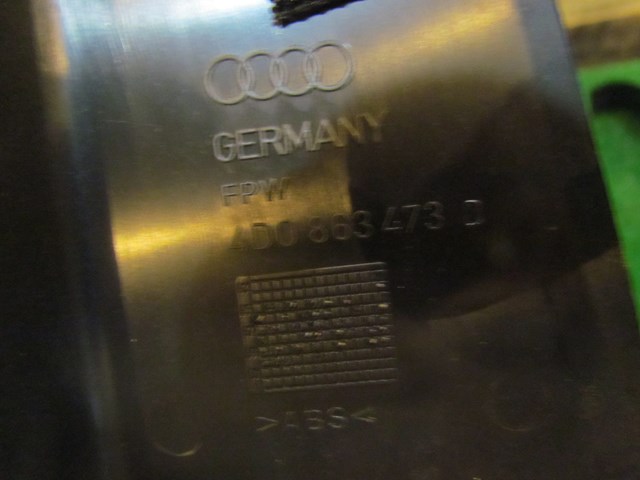 GERMANY
FPW
4D0 863 473 D
>ABS<